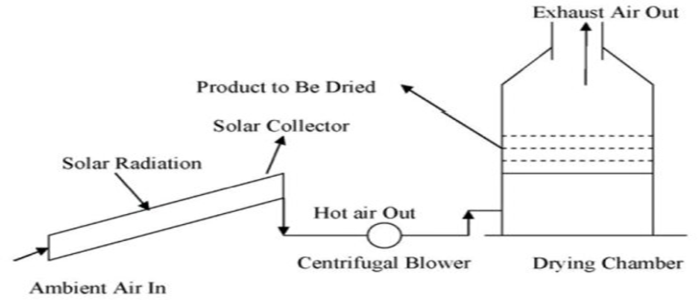 Exhaust Air Out
Product to Be Dried
Solar Collector
Solar Radiation
Hot air Out
Centrifugal Blower
Drying Chamber
Ambient Air In